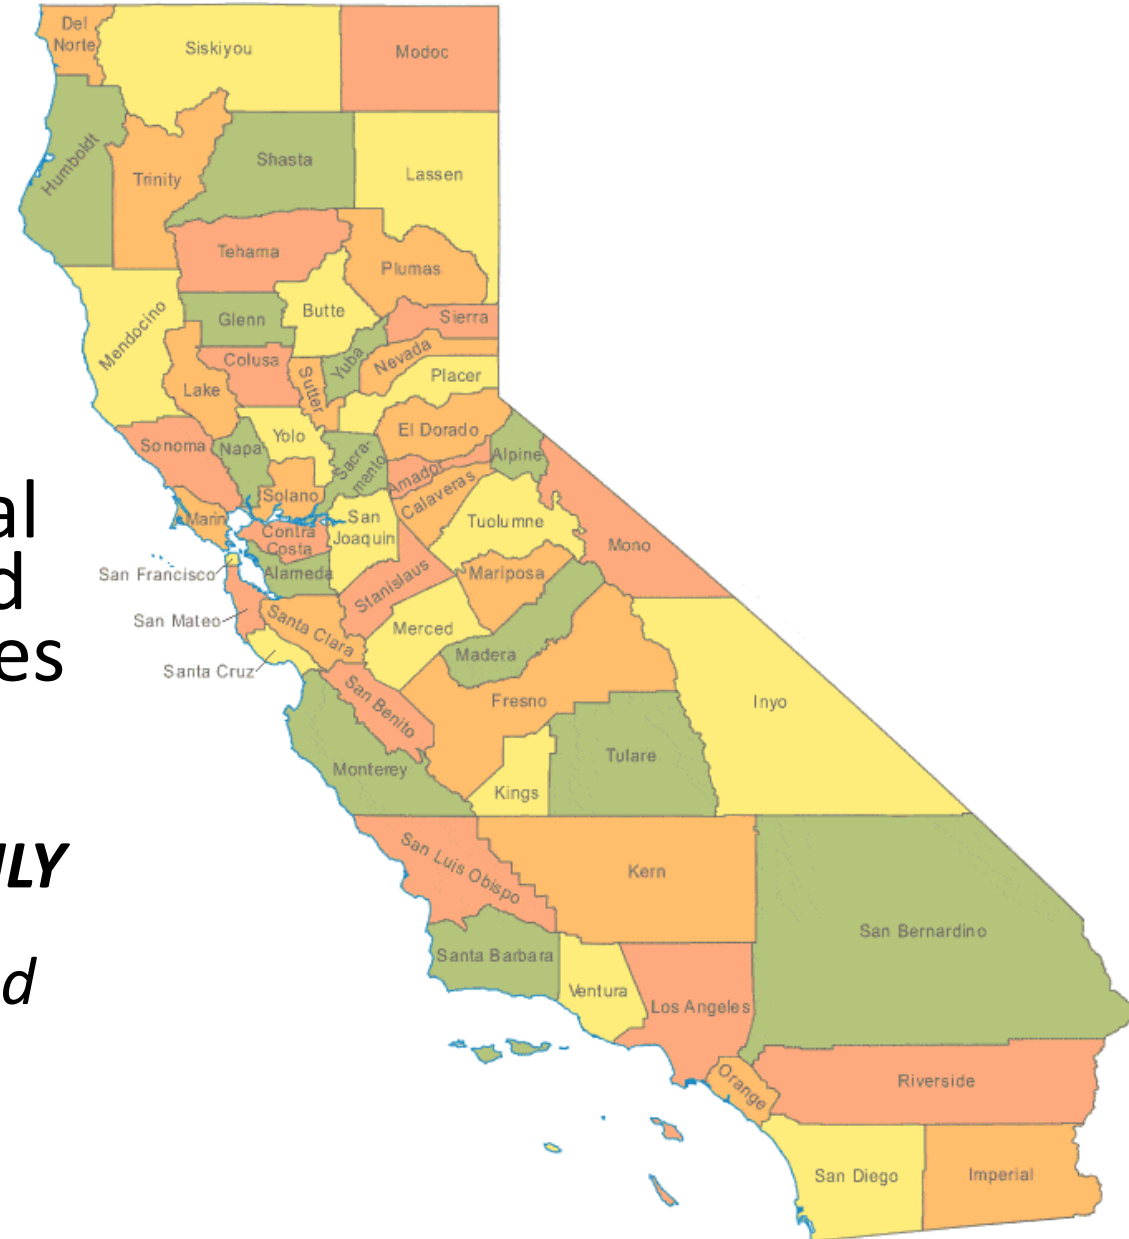 Del
Norte
Siskiyou
Modoc
Humboldt
Trinity
Shasta
Lassen
Tehama
Plumas
Mendocino
Glenn
Butte
Sierra
Colusa
Yuba
Nevada
Lake
Sutter
Placer
Sonoma
Napa
Yolo
Sacra-
mento
El Dorado
Alpine
Amador
Calaveras
Solano
Marin
San
Joaquin
Tuolumne
Contra
Costa
Mono
al
San Francisco
Alameda
Stanislaus
Mariposa
d
San Mateo
Santa Clara
Merced
es
Santa Cruz
Madera
San Benito
Fresno
Inyo
Monterey
Tulare
Kings
ILY
San Luis Obispo
Kern
San Bernardino
d
Santa Barbara
Ventura
Los Angeles
Orange
Riverside
San Diego
Imperial